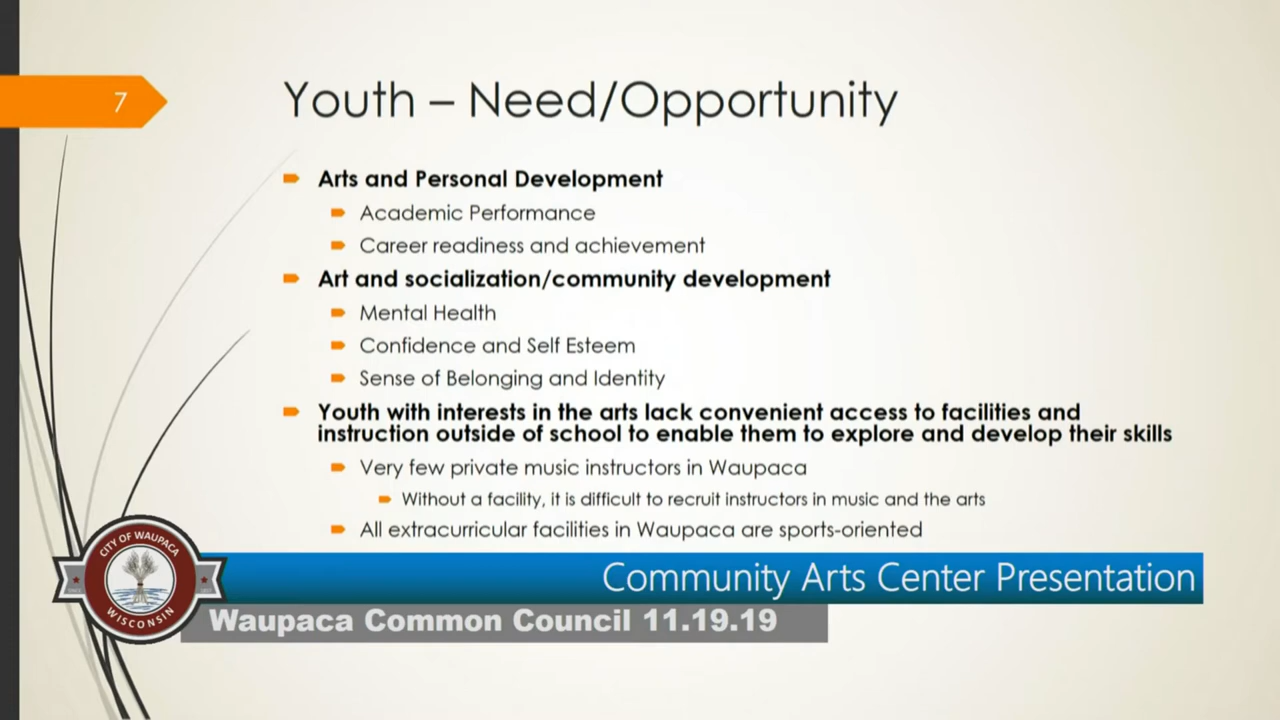 7
Youth – Need/Opportunity
Arts and Personal Development
Academic Performance
Career readiness and achievement
Art and socialization/community development
Mental Health
Confidence and Self Esteem
Sense of Belonging and Identity
Youth with interests in the arts lack convenient access to facilities and
instruction outside of school to enable them to explore and develop their skills
Very few private music instructors in Waupaca
Without a facility, it is difficult to recruit instructors in music and the arts
All extracurricular facilities in Waupaca are sports-oriented
CITY OF WAUPACA
WISCONSIN
Community Arts Center Presentation
Waupaca Common Council 11.19.19